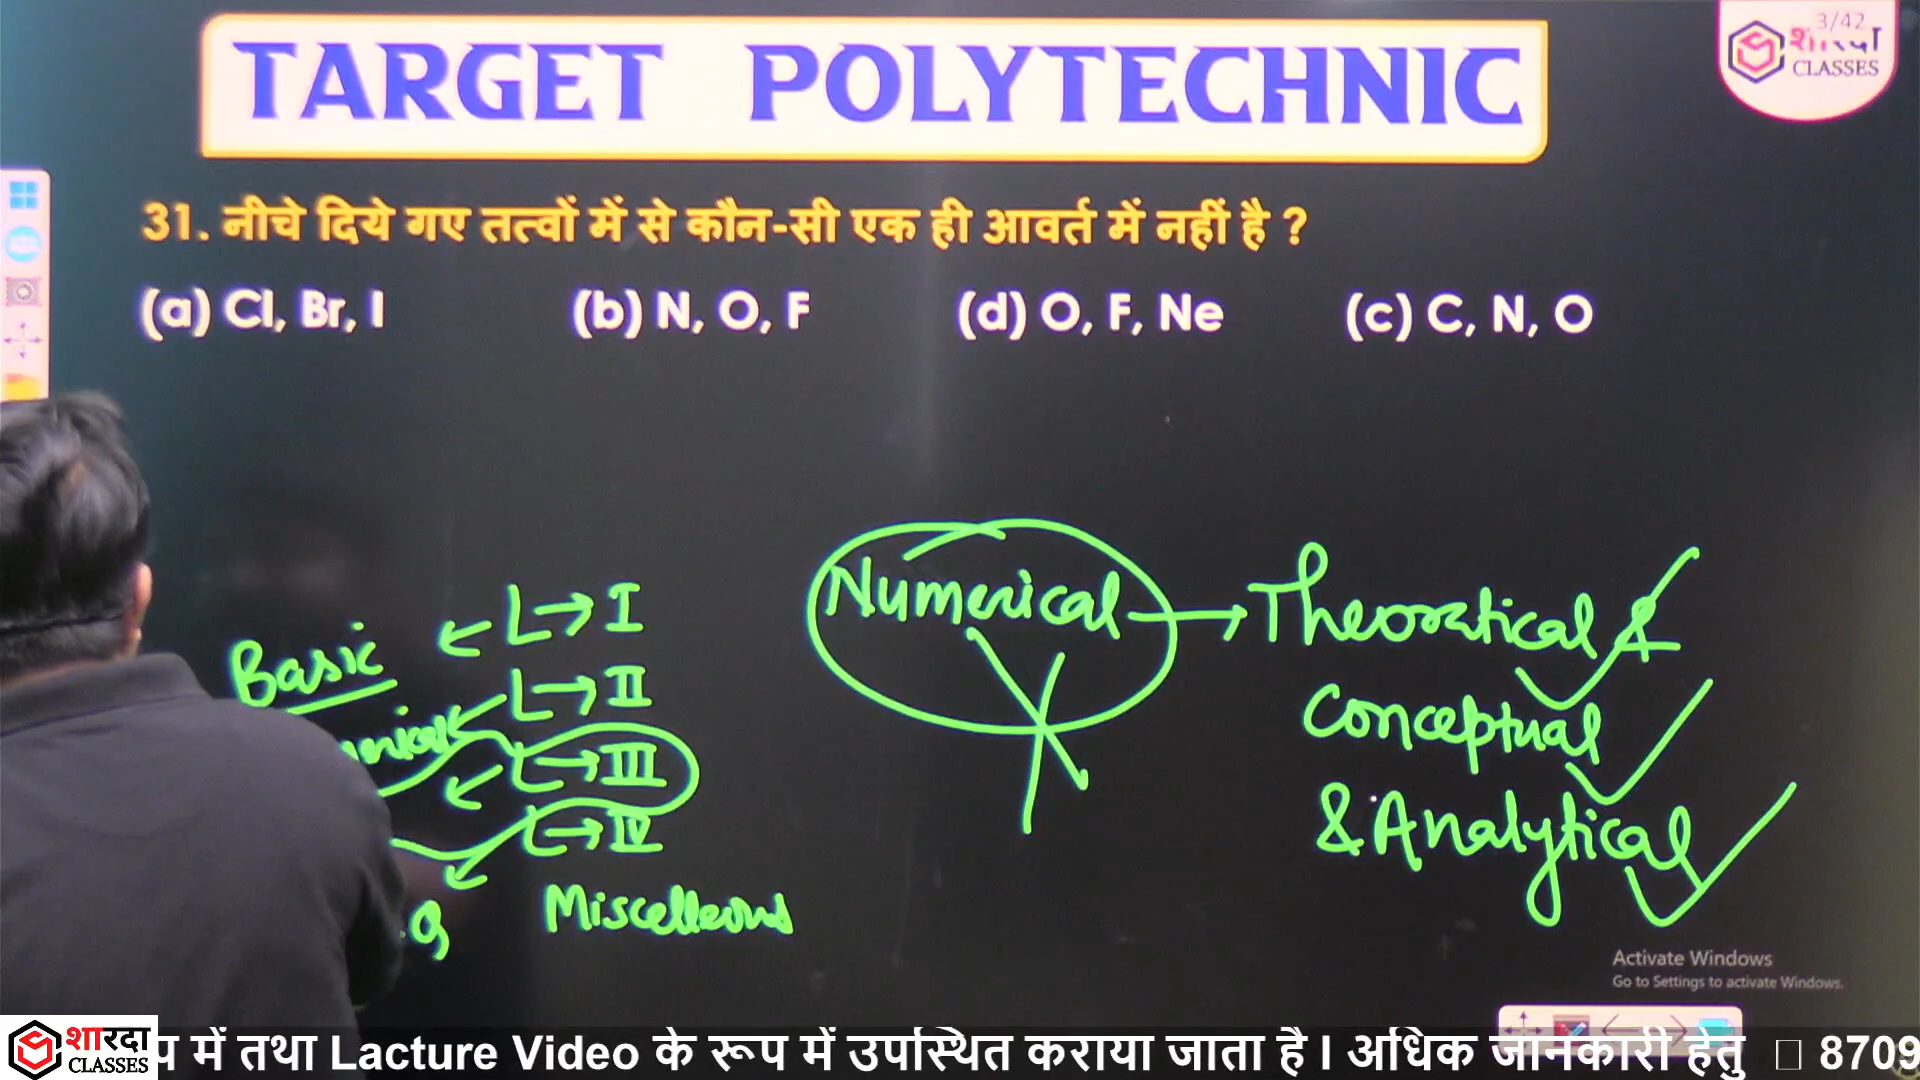 TARGET POLYTECHNIC
3/42
शारदा
CLASSES
31. नीचे दिये गए तत्वों में से कौन-सी एक ही आवर्त में नहीं है ?
(a) Cl, Br, I (b) N, O, F (d) O, F, Ne (c) C, N, O
Numerical → Theoratical &
Conceptual
& Analytical
Basic ← L → I
L → II
← L → III
L → IV
Miscelleons
Activate Windows
Go to Settings to activate Windows.
शारदा
CLASSES
में तथा Lacture Video के रूप में उपस्थित कराया जाता है I अधिक जानकारी हेतु 8709